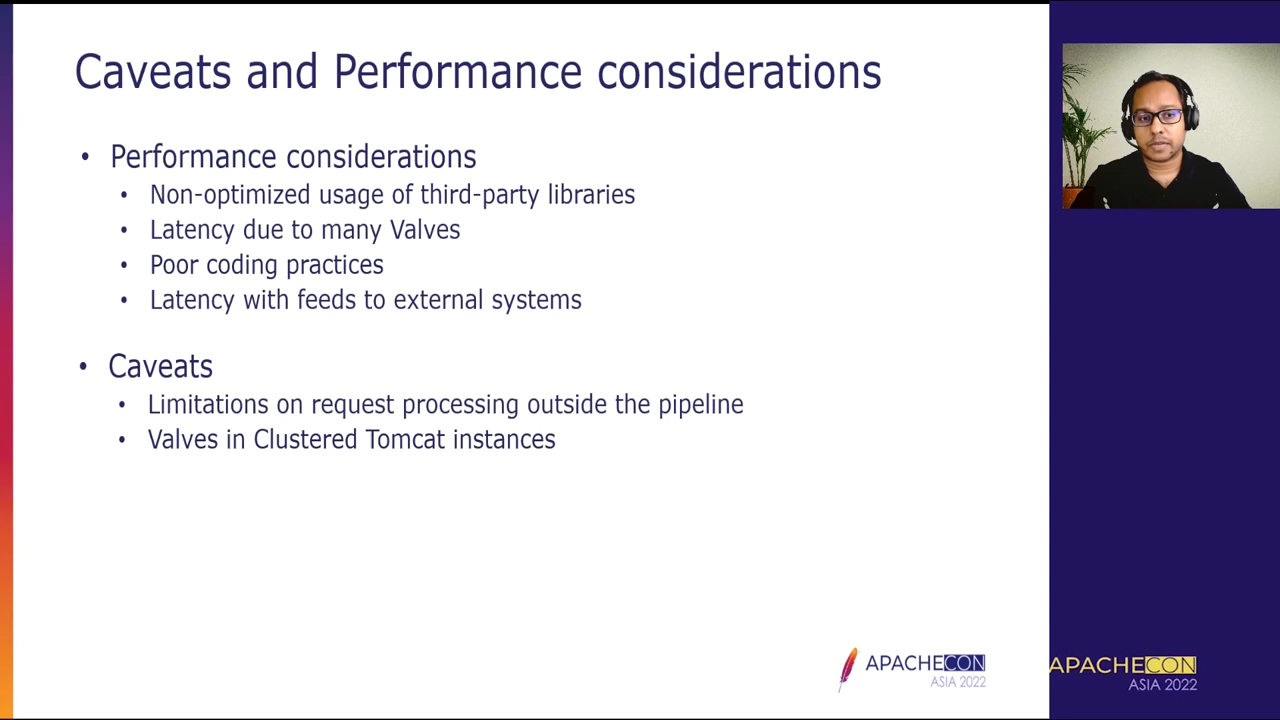 Caveats and Performance considerations
• Performance considerations
• Non-optimized usage of third-party libraries
• Latency due to many Valves
• Poor coding practices
• Latency with feeds to external systems
• Caveats
• Limitations on request processing outside the pipeline
• Valves in Clustered Tomcat instances
APACHECON
ASIA 2022
APACHECON
ASIA 2022